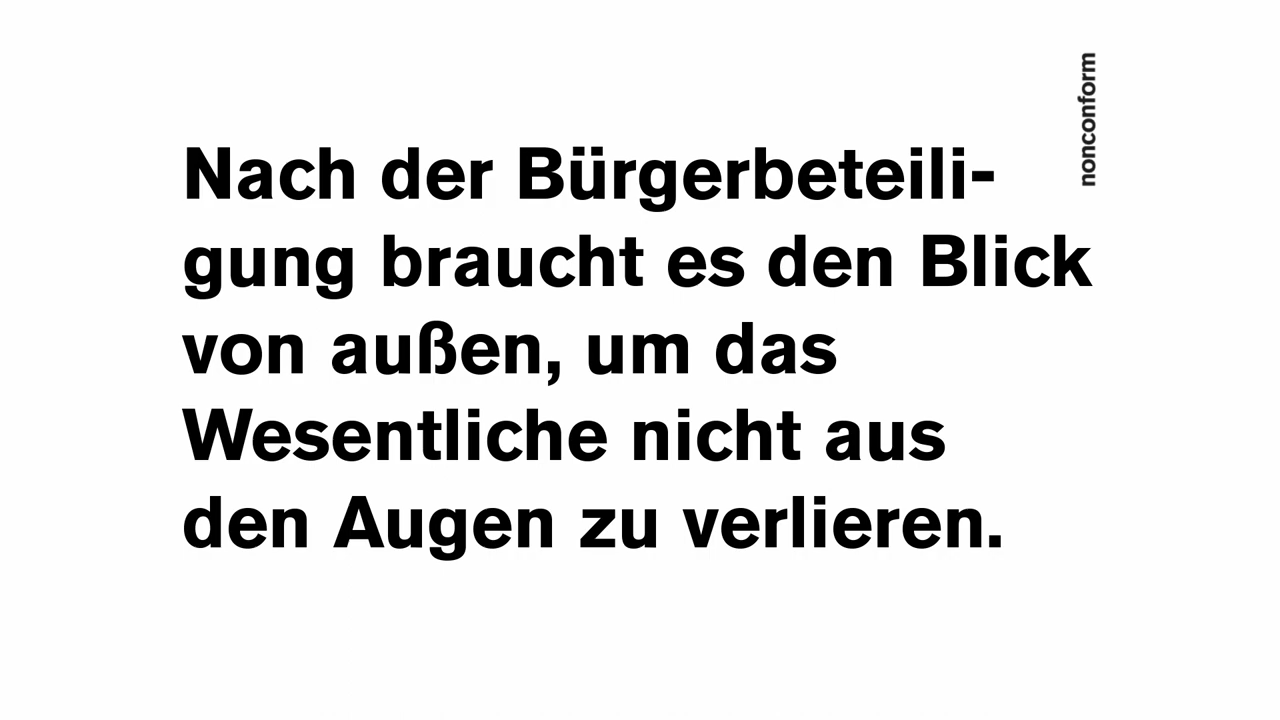 nonconform
Nach der Bürgerbeteili-
gung braucht es den Blick
von außen, um das
Wesentliche nicht aus
den Augen zu verlieren.